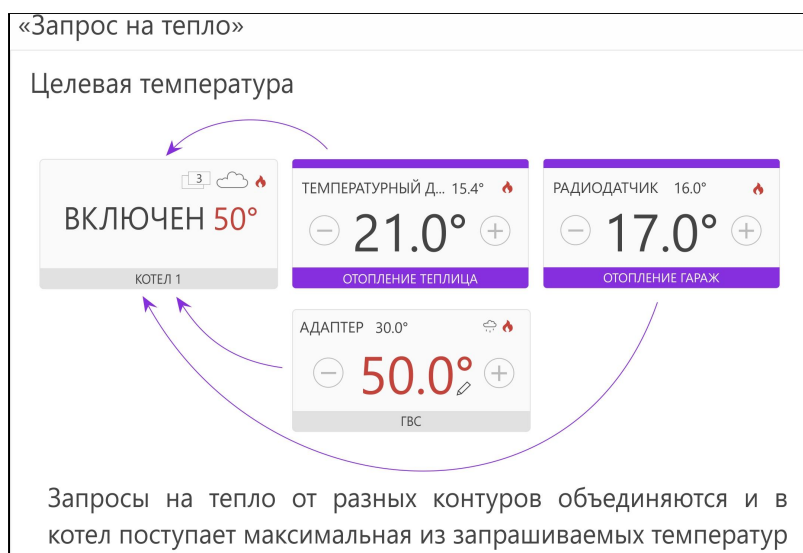 «Запрос на тепло»
Целевая температура
3
ВКЛЮЧЕН 50°
КОТЕЛ 1
ТЕМПЕРАТУРНЫЙ Д... 15.4°
21.0°
ОТОПЛЕНИЕ ТЕПЛИЦА
РАДИОДАТЧИК 16.0°
17.0°
ОТОПЛЕНИЕ ГАРАЖ
АДАПТЕР 30.0°
50.0°
ГВС
Запросы на тепло от разных контуров объединяются и в
котел поступает максимальная из запрашиваемых температур